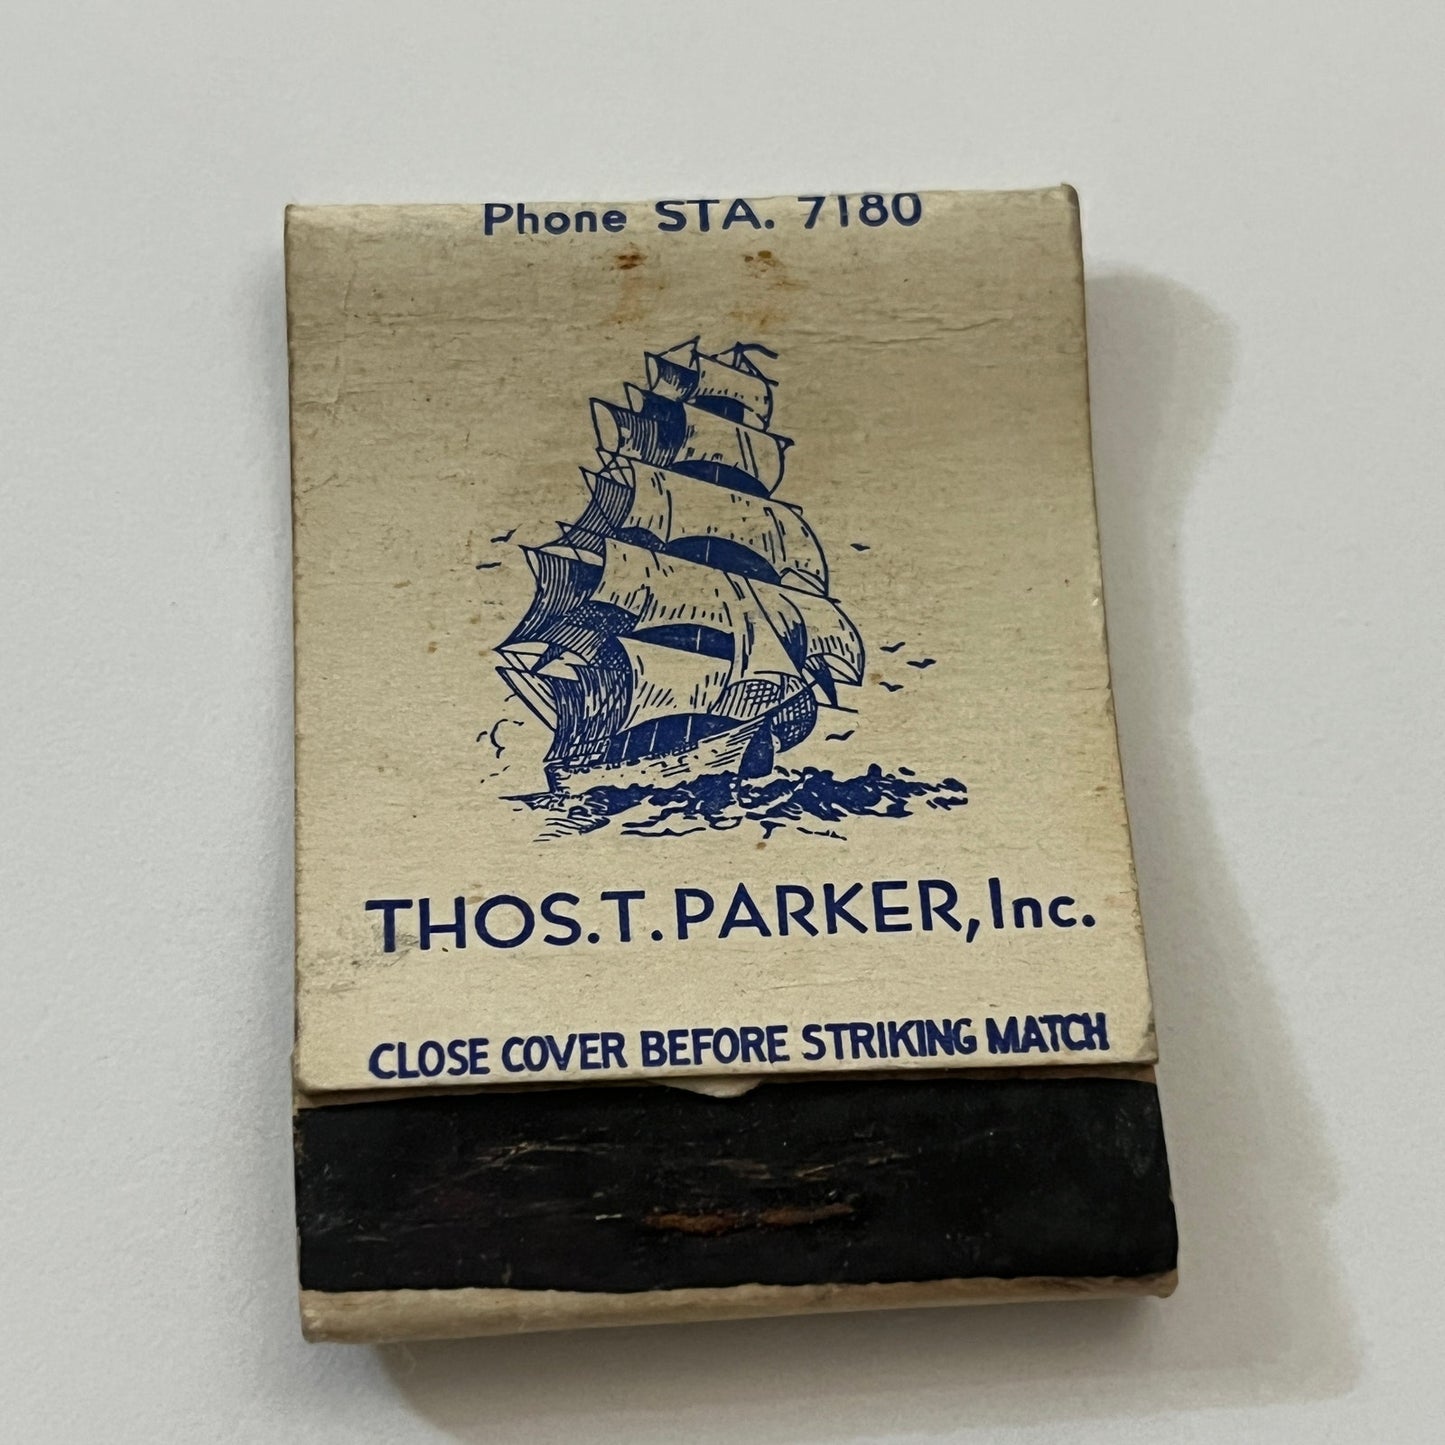 Phone STA. 7180
THOS. T. PARKER, Inc.
CLOSE COVER BEFORE STRIKING MATCH